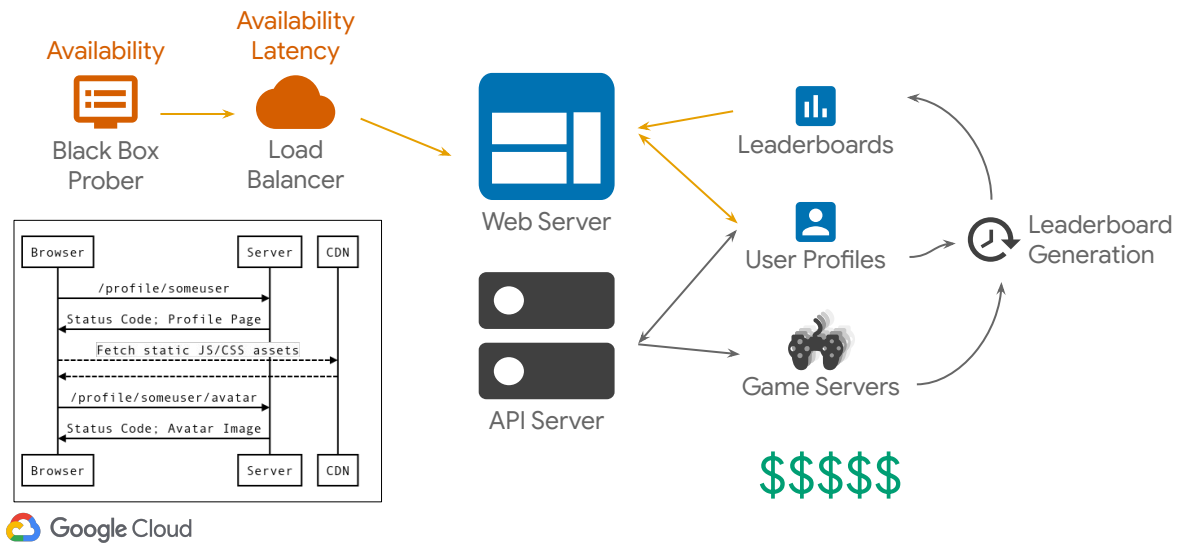 Availability
Availability
Latency
Black Box
Prober
Load
Balancer
Web Server
API Server
Leaderboards
User Profiles
Game Servers
Leaderboard
Generation
$$$$$
Browser
Server
CDN
/profile/someuser
Status Code; Profile Page
Fetch static JS/CSS assets
/profile/someuser/avatar
Status Code; Avatar Image
Browser
Server
CDN
Google Cloud